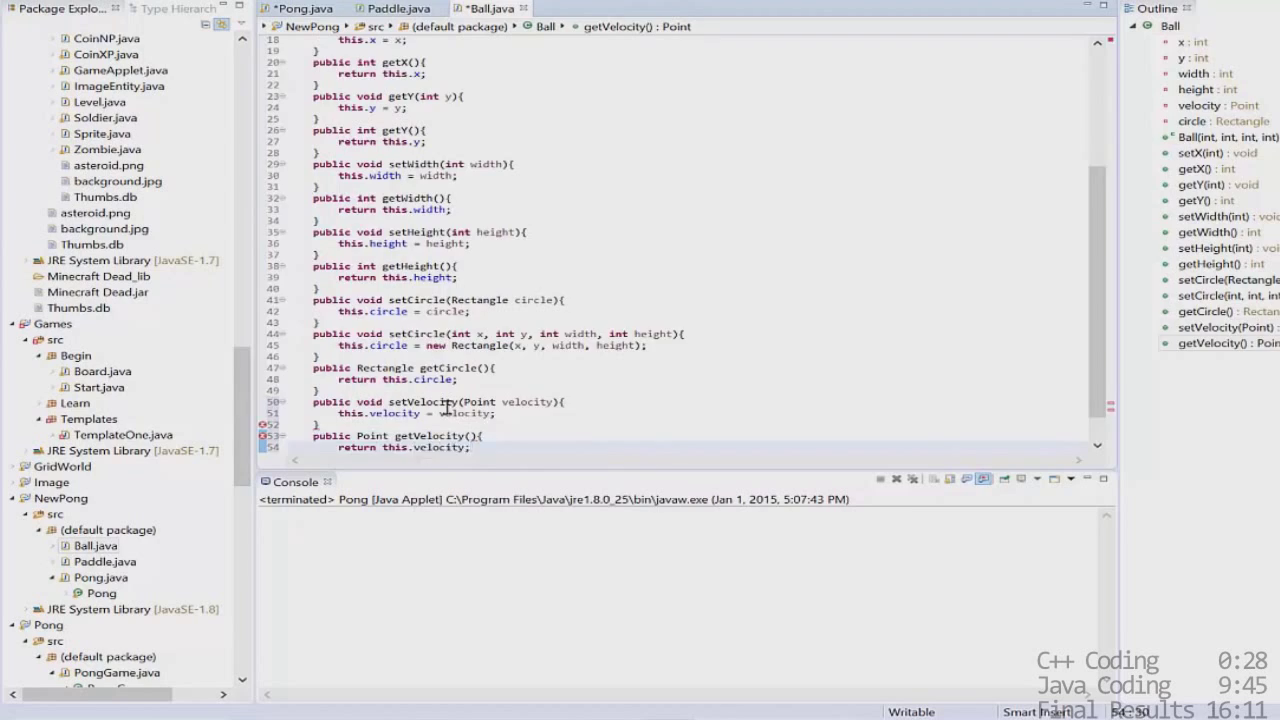 Package Explo...
Type Hierarch
*Pong.java
Paddle.java
*Ball.java
Outline
NewPong
src
(default package)
Ball
getVelocity() : Point
CoinNP.java
CoinXP.java
GameApplet.java
ImageEntity.java
Level.java
Soldier.java
Sprite.java
Zombie.java
asteroid.png
background.jpg
Thumbs.db
asteroid.png
background.jpg
Thumbs.db
JRE System Library [JavaSE-1.7]
Minecraft Dead_lib
Minecraft Dead.jar
Thumbs.db
Games
src
Begin
Board.java
Start.java
Learn
Templates
TemplateOne.java
JRE System Library [JavaSE-1.7]
GridWorld
Image
NewPong
src
(default package)
Ball.java
Paddle.java
Pong.java
Pong
JRE System Library [JavaSE-1.8]
Pong
src
(default package)
PongGame.java
18 this.x = x;
19 }
20 public int getX(){
21 return this.x;
22 }
23 public void getY(int y){
24 this.y = y;
25 }
26 public int getY(){
27 return this.y;
28 }
29 public void setWidth(int width){
30 this.width = width;
31 }
32 public int getWidth(){
33 return this.width;
34 }
35 public void setHeight(int height){
36 this.height = height;
37 }
38 public int getHeight(){
39 return this.height;
40 }
41 public void setCircle(Rectangle circle){
42 this.circle = circle;
43 }
44 public void setCircle(int x, int y, int width, int height){
45 this.circle = new Rectangle(x, y, width, height);
46 }
47 public Rectangle getCircle(){
48 return this.circle;
49 }
50 public void setVelocity(Point velocity){
51 this.velocity = velocity;
52 }
53 public Point getVelocity(){
54 return this.velocity;
Console
<terminated> Pong [Java Applet] C:\Program Files\Java\jre1.8.0_25\bin\javaw.exe (Jan 1, 2015, 5:07:43 PM)
Ball
x : int
y : int
width : int
height : int
velocity : Point
circle : Rectangle
Ball(int, int, int, int)
setX(int) : void
getX() : int
getY(int) : void
getY() : int
setWidth(int) : void
getWidth() : int
setHeight(int) : void
getHeight() : int
setCircle(Rectangle
setCircle(int, int, int,
getCircle() : Rectan
setVelocity(Point) :
getVelocity() : Poin
C++ Coding 0:28
Java Coding 9:45
Final Results 16:11
Writable
Smart Insert